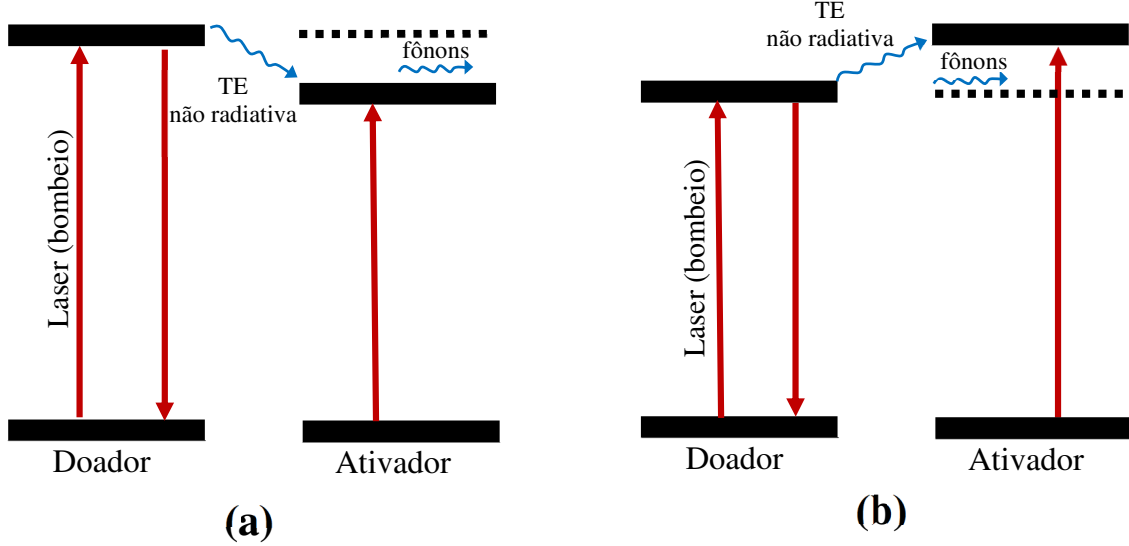 fônons
TE
não radiativa
Laser (bombeio)
Doador
Ativador
(a)
TE
não radiativa
fônons
Laser (bombeio)
Doador
Ativador
(b)